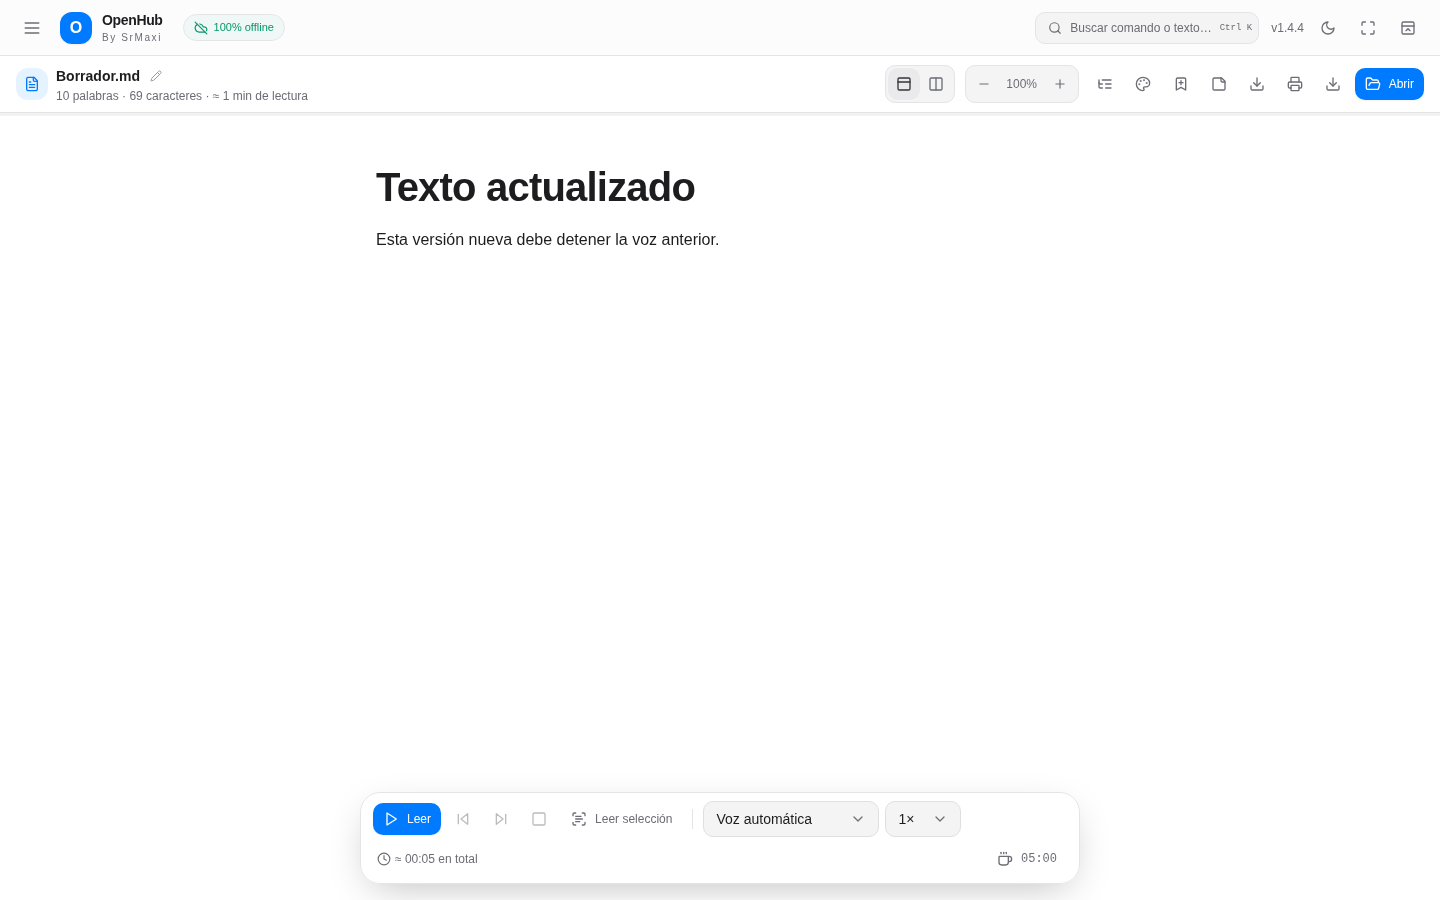 O OpenHub 100% offline Buscar comando o texto... Ctrl K v1.4.4
By SrMaxi
Borrador.md 100% Abrir
10 palabras · 69 caracteres · ≈ 1 min de lectura
Texto actualizado
Esta versión nueva debe detener la voz anterior.
Leer Leer selección Voz automática 1×
≈ 00:05 en total 05:00